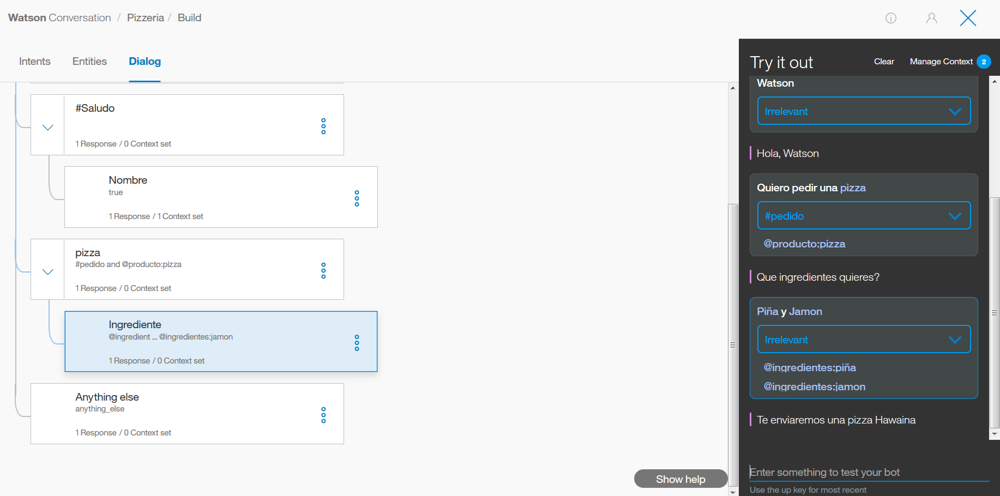 Watson Conversation / Pizzeria / Build
Intents
Entities
Dialog
#Saludo
1 Response / 0 Context set
Nombre
true
1 Response / 1 Context set
pizza
#pedido and @producto:pizza
1 Response / 0 Context set
Ingrediente
@ingredient ... @ingredientes:jamon
1 Response / 0 Context set
Anything else
anything_else
1 Response / 0 Context set
Show help
Try it out
Clear
Manage Context 2
Watson
Irrelevant
Hola, Watson
Quiero pedir una pizza
#pedido
@producto:pizza
Que ingredientes quieres?
Piña y Jamon
Irrelevant
@ingredientes:piña
@ingredientes:jamon
Te enviaremos una pizza Hawaina
Enter something to test your bot
Use the up key for most recent